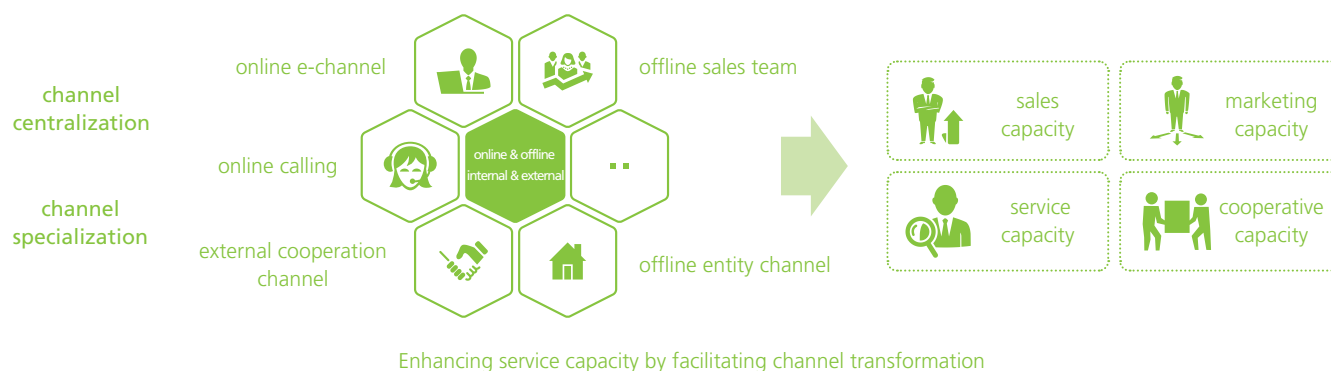 channel
centralization
channel
specialization
online e-channel
offline sales team
online calling
online & offline
internal & external
..
external cooperation
channel
offline entity channel
sales
capacity
marketing
capacity
service
capacity
cooperative
capacity
Enhancing service capacity by facilitating channel transformation